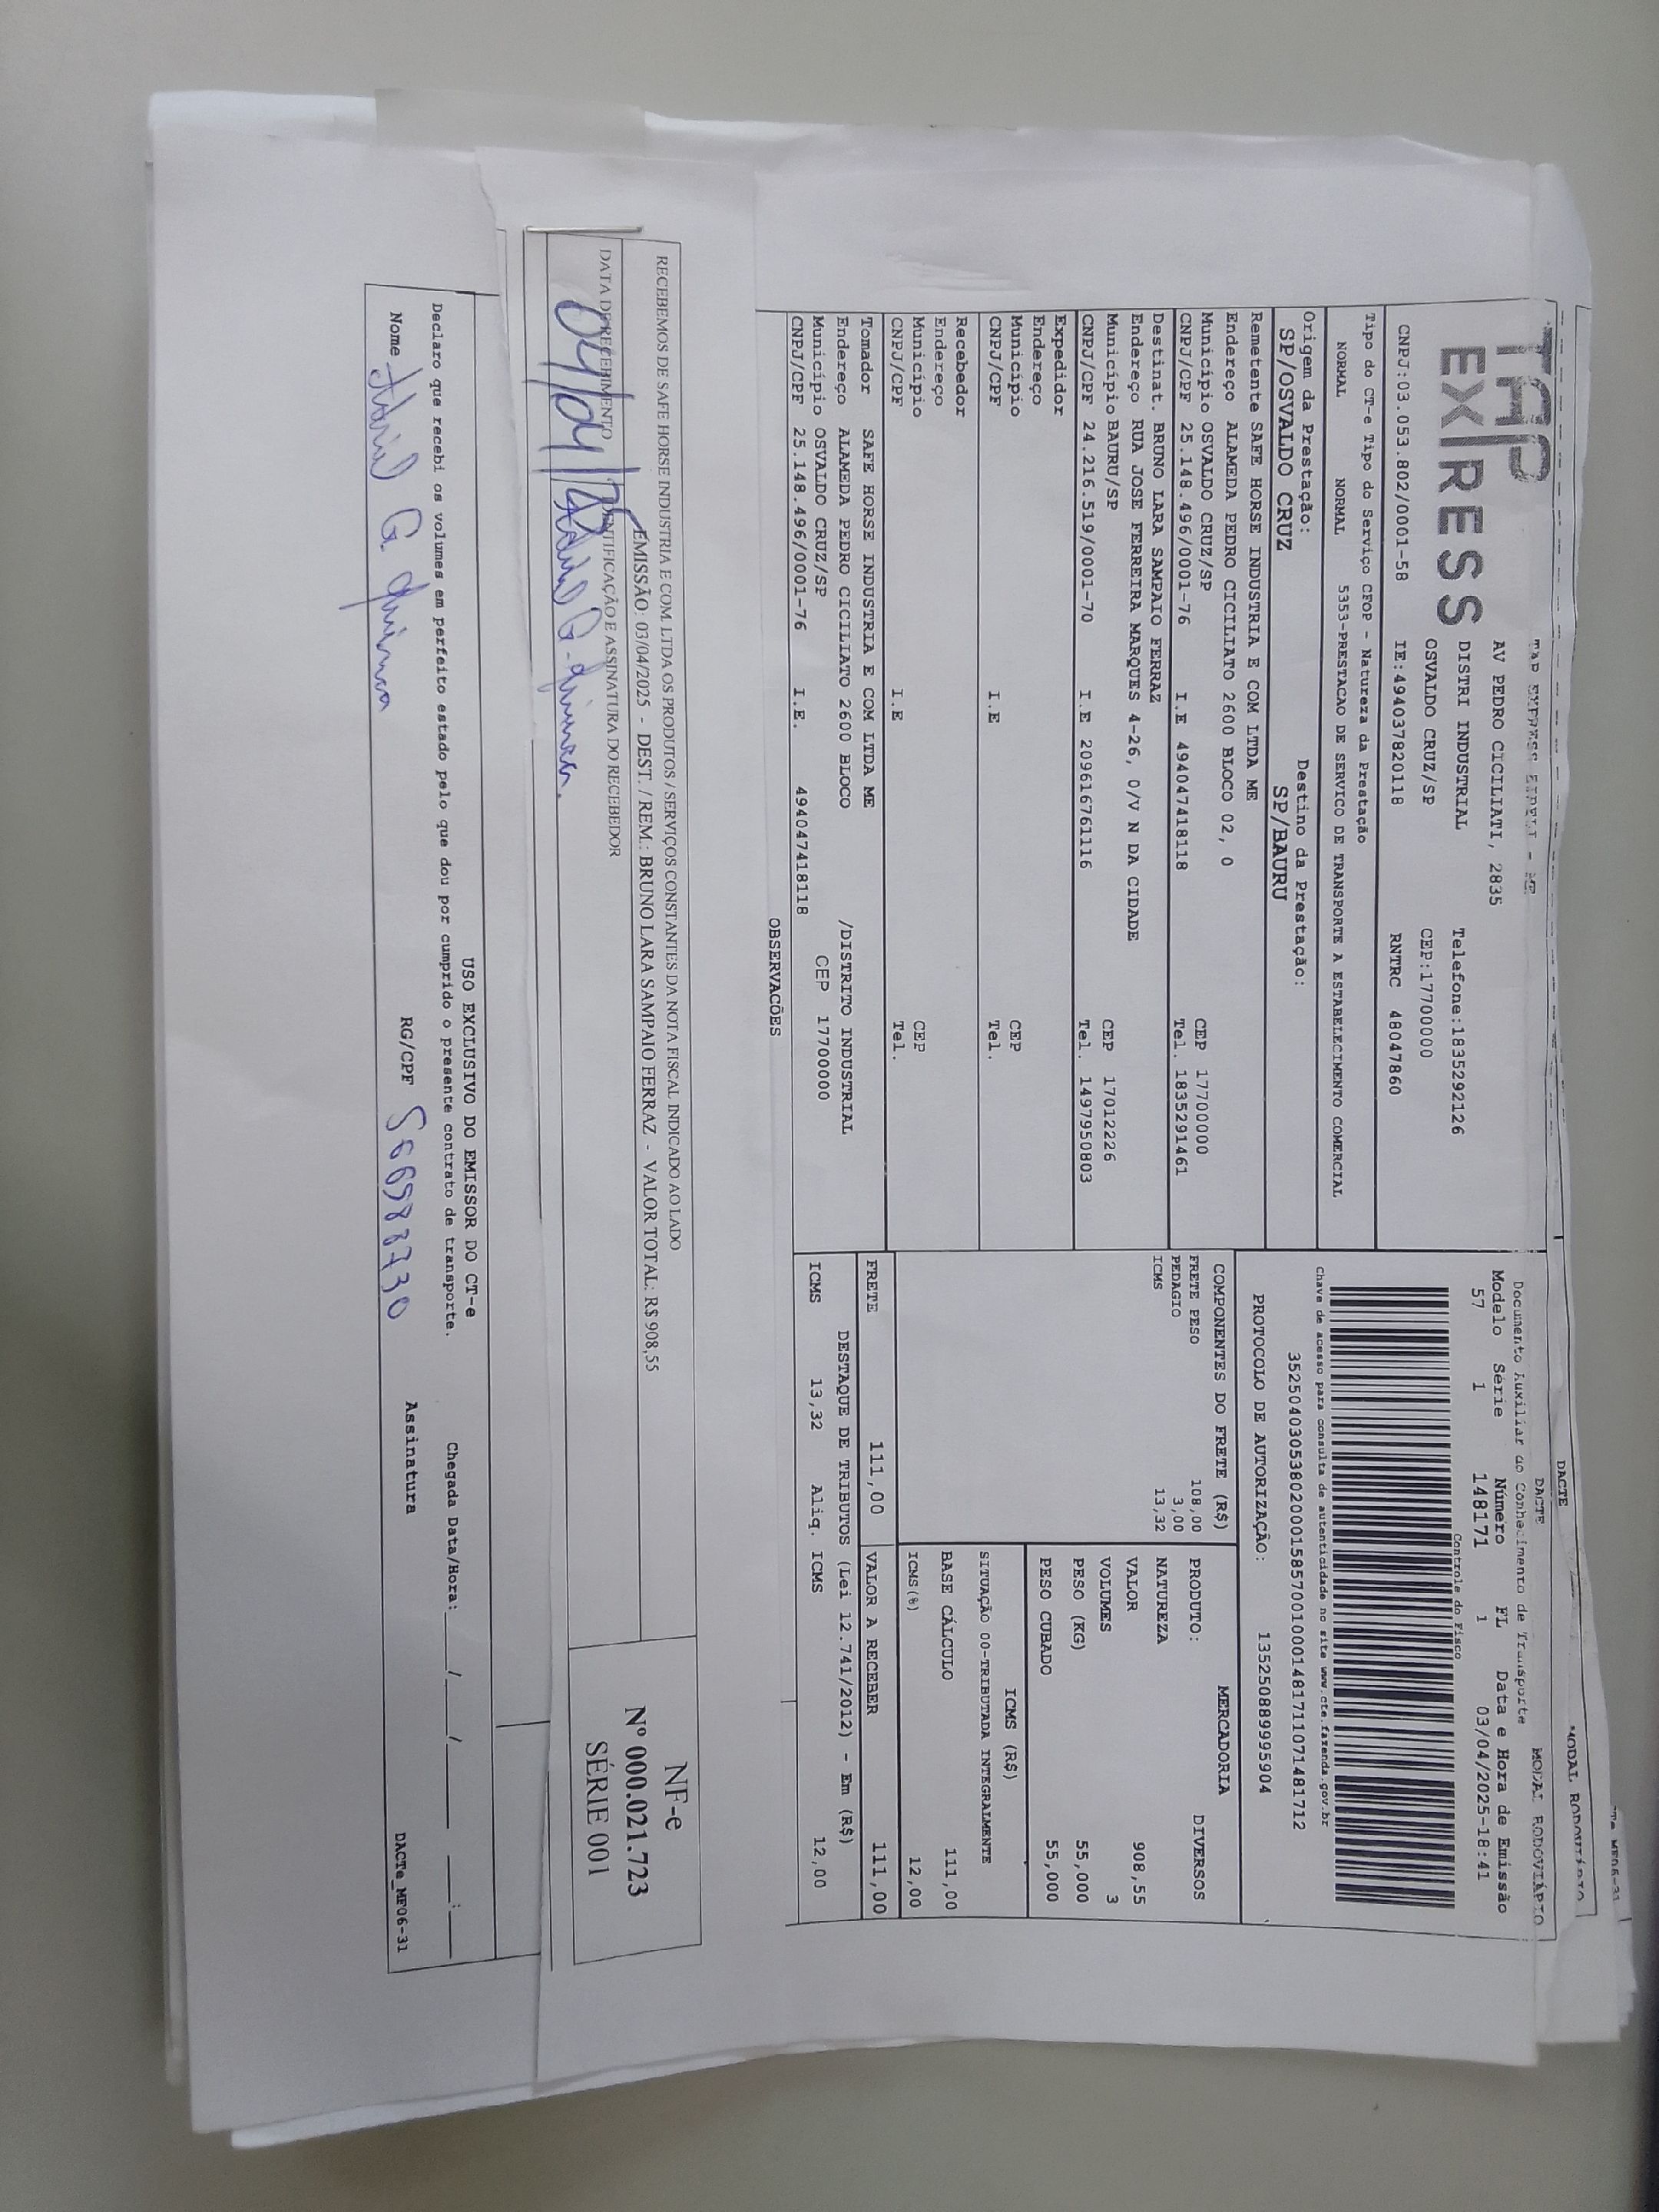 DACTE
MODAL RODOVIÁRIO
TAP
EXPRESS
TAP EXPRESS EIRELI - ME
AV PEDRO CICILIATI, 2835
DISTRI INDUSTRIAL Telefone:1835292126
OSVALDO CRUZ/SP CEP:17700000
CNPJ:03.053.802/0001-58 IE:494037820118 RNTRC 48047860
DACTE MODAL RODOVIÁRIO
Documento Auxiliar do Conhecimento de Transporte
Modelo Série Número FL Data e Hora de Emissão
57 1 148171 1 03/04/2025-18:41
Controle do Fisco
Chave de acesso para consulta de autenticidade no site www.cte.fazenda.gov.br
35250403053802000158570010001481711071481712
Tipo do CT-e Tipo do Serviço CFOP - Natureza da Prestação
NORMAL NORMAL 5353-PRESTACAO DE SERVICO DE TRANSPORTE A ESTABELECIMENTO COMERCIAL
PROTOCOLO DE AUTORIZAÇÃO: 135250889995904
Origem da Prestação: Destino da Prestação:
SP/OSVALDO CRUZ SP/BAURU
Remetente SAFE HORSE INDUSTRIA E COM LTDA ME
Endereço ALAMEDA PEDRO CICILIATO 2600 BLOCO 02, 0
Município OSVALDO CRUZ/SP CEP 17700000
CNPJ/CPF 25.148.496/0001-76 I.E 494047418118 Tel. 1835291461
Destinat. BRUNO LARA SAMPAIO FERRAZ
Endereço RUA JOSE FERREIRA MARQUES 4-26, 0/V N DA CIDADE
Município BAURU/SP CEP 17012226
CNPJ/CPF 24.216.519/0001-70 I.E 209616761116 Tel. 1497950803
Expedidor
Endereço
Município CEP
CNPJ/CPF I.E Tel.
Recebedor
Endereço
Município CEP
CNPJ/CPF I.E Tel.
Tomador SAFE HORSE INDUSTRIA E COM LTDA ME
Endereço ALAMEDA PEDRO CICILIATO 2600 BLOCO /DISTRITO INDUSTRIAL
Município OSVALDO CRUZ/SP CEP 17700000
CNPJ/CPF 25.148.496/0001-76 I.E. 494047418118
COMPONENTES DO FRETE (R$)
FRETE PESO 108,00
PEDAGIO 3,00
ICMS 13,32
MERCADORIA
PRODUTO: DIVERSOS
NATUREZA
VALOR 908,55
VOLUMES 3
PESO (KG) 55,000
PESO CUBADO 55,000
ICMS (R$)
SITUAÇÃO 00-TRIBUTADA INTEGRALMENTE
BASE CÁLCULO 111,00
ICMS(%) 12,00
FRETE 111,00 VALOR A RECEBER 111,00
DESTAQUE DE TRIBUTOS (Lei 12.741/2012) - Em (R$)
ICMS 13,32 Aliq. ICMS 12,00
OBSERVACÕES
RECEBEMOS DE SAFE HORSE INDUSTRIA E COM. LTDA OS PRODUTOS / SERVIÇOS CONSTANTES DA NOTA FISCAL INDICADO AO LADO
EMISSÃO: 03/04/2025 - DEST. / REM.: BRUNO LARA SAMPAIO FERRAZ - VALOR TOTAL: R$ 908,55
DATA DE RECEBIMENTO IDENTIFICAÇÃO E ASSINATURA DO RECEBEDOR
NF-e
Nº 000.021.723
SÉRIE 001
USO EXCLUSIVO DO EMISSOR DO CT-e
Declaro que recebi os volumes em perfeito estado pelo que dou por cumprido o presente contrato de transporte. Chegada Data/Hora: / / :
Nome RG/CPF Assinatura
DACTe_MF06-31